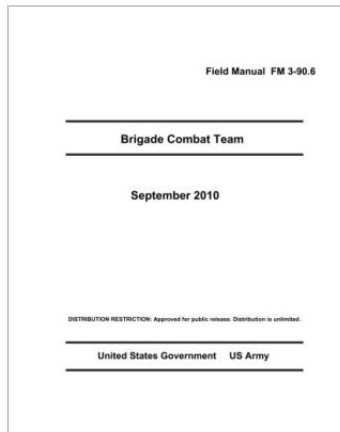 Field Manual FM 3-90.6
Brigade Combat Team
September 2010
DISTRIBUTION RESTRICTION: Approved for public release. Distribution is unlimited.
United States Government US Army